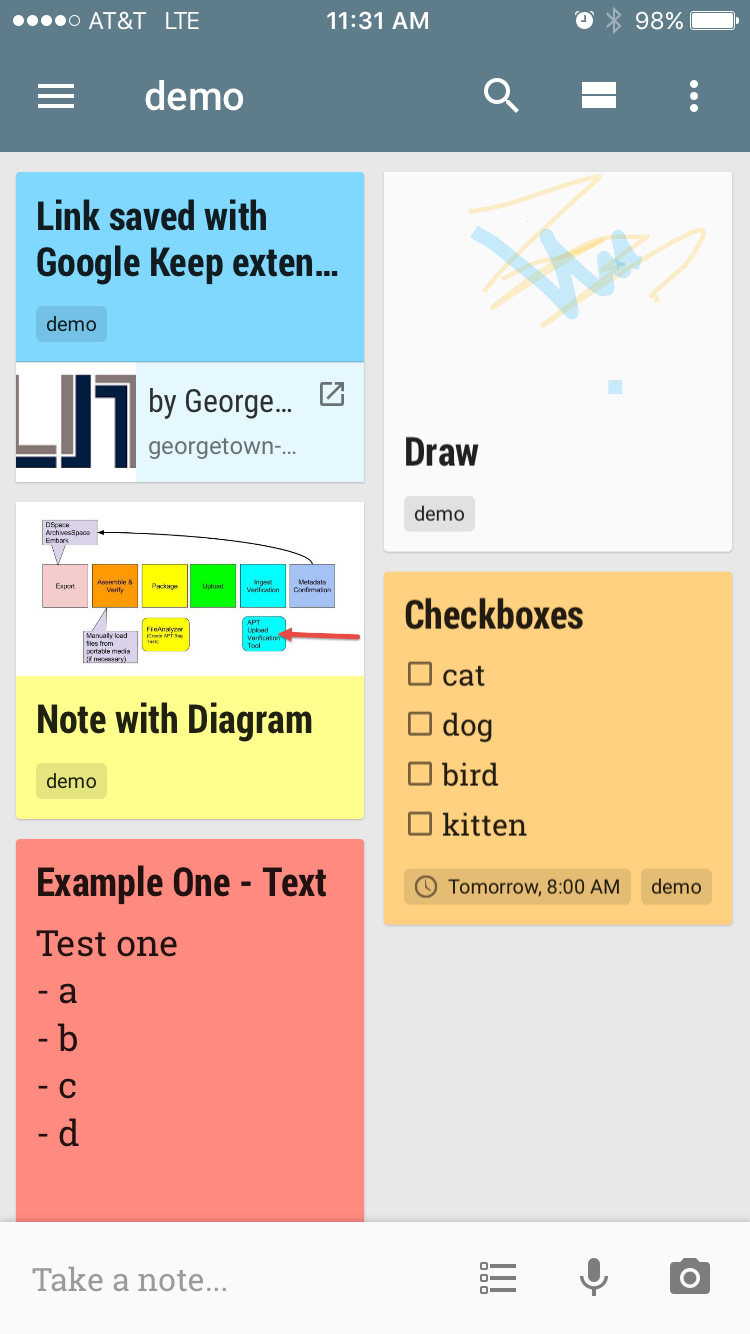 AT&T LTE 11:31 AM 98%
demo
Link saved with
Google Keep exten...
demo
by George...
georgetown-...
DSpace
ArchivesSpace
Embark
Export
Assemble &
Verify
Package
Upload
Ingest
Verification
Metadata
Confirmation
Manually load
files from
portable media
(if necessary)
FileAnalyzer
(Create APT Bag
Task)
APT
Upload
Verification
Tool
Note with Diagram
demo
Example One - Text
Test one
- a
- b
- c
- d
Draw
demo
Checkboxes
cat
dog
bird
kitten
Tomorrow, 8:00 AM demo
Take a note...